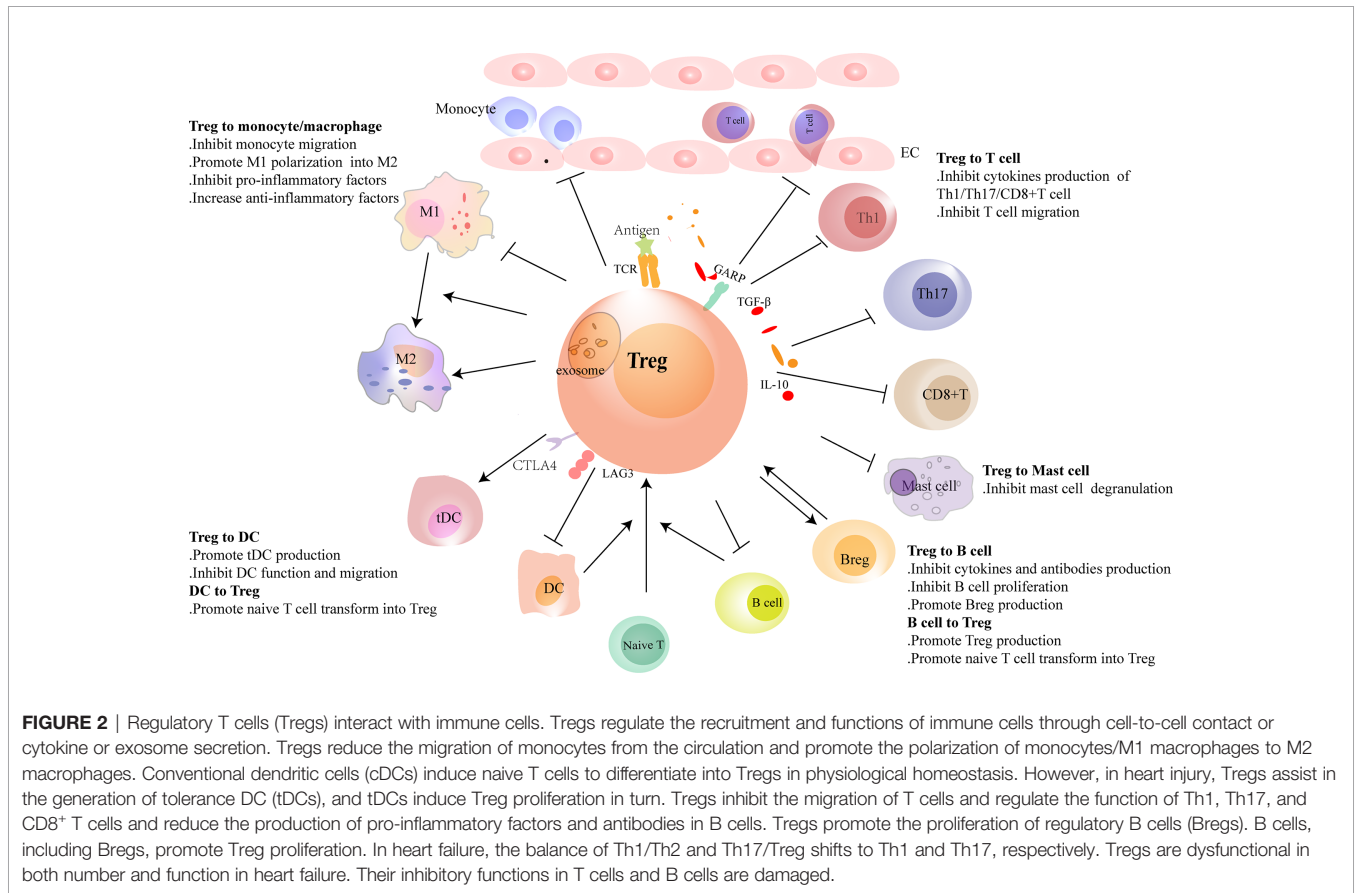 Monocyte
T cell
T cell
EC
Treg to monocyte/macrophage
.Inhibit monocyte migration
.Promote M1 polarization into M2
.Inhibit pro-inflammatory factors
.Increase anti-inflammatory factors
Treg to T cell
.Inhibit cytokines production of
Th1/Th17/CD8+T cell
.Inhibit T cell migration
M1
Th1
Antigen
TCR
GARP
TGF-β
Th17
M2
exosome
Treg
IL-10
CD8+T
CTLA4
LAG3
Mast cell
Treg to Mast cell
.Inhibit mast cell degranulation
tDC
Treg to DC
.Promote tDC production
.Inhibit DC function and migration
DC to Treg
.Promote naive T cell transform into Treg
DC
Naive T
B cell
Breg
Treg to B cell
.Inhibit cytokines and antibodies production
.Inhibit B cell proliferation
.Promote Breg production
B cell to Treg
.Promote Treg production
.Promote naive T cell transform into Treg
FIGURE 2 | Regulatory T cells (Tregs) interact with immune cells. Tregs regulate the recruitment and functions of immune cells through cell-to-cell contact or
cytokine or exosome secretion. Tregs reduce the migration of monocytes from the circulation and promote the polarization of monocytes/M1 macrophages to M2
macrophages. Conventional dendritic cells (cDCs) induce naive T cells to differentiate into Tregs in physiological homeostasis. However, in heart injury, Tregs assist in
the generation of tolerance DC (tDCs), and tDCs induce Treg proliferation in turn. Tregs inhibit the migration of T cells and regulate the function of Th1, Th17, and
CD8⁺ T cells and reduce the production of pro-inflammatory factors and antibodies in B cells. Tregs promote the proliferation of regulatory B cells (Bregs). B cells,
including Bregs, promote Treg proliferation. In heart failure, the balance of Th1/Th2 and Th17/Treg shifts to Th1 and Th17, respectively. Tregs are dysfunctional in
both number and function in heart failure. Their inhibitory functions in T cells and B cells are damaged.